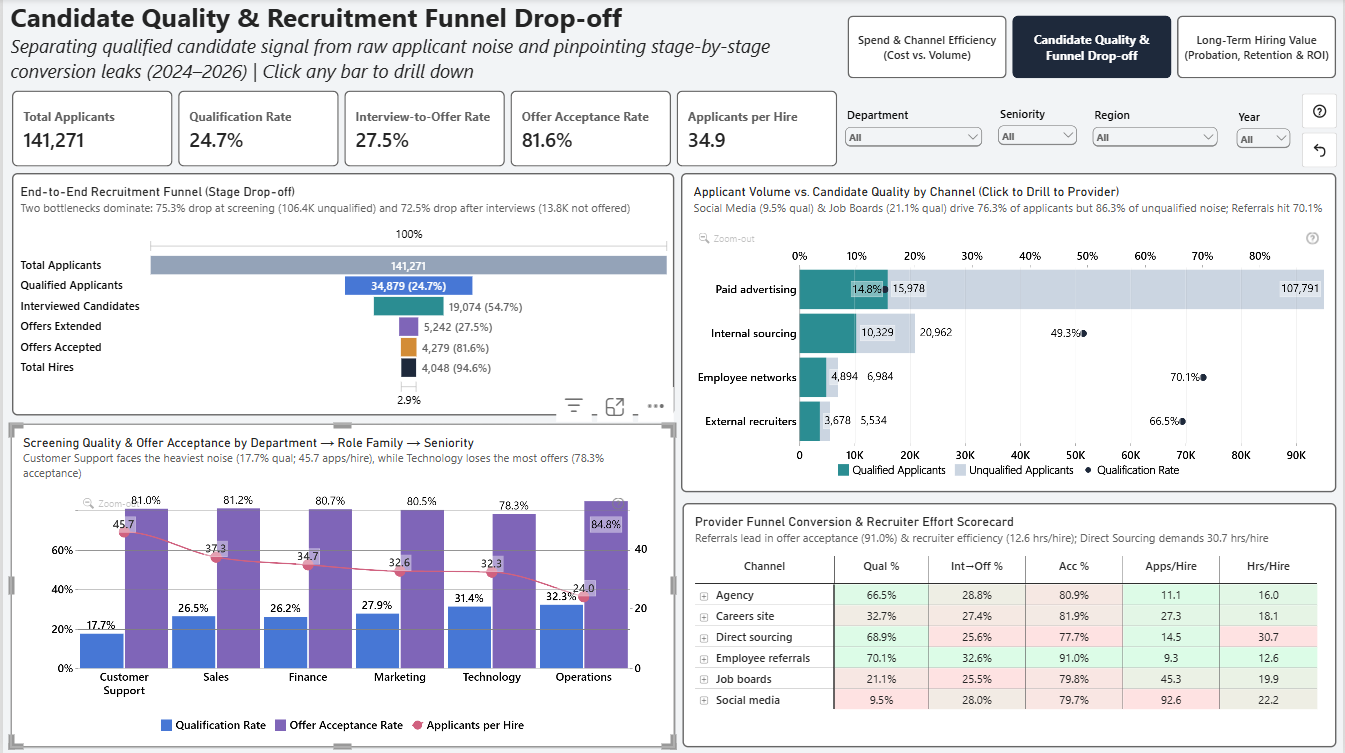 Candidate Quality & Recruitment Funnel Drop-off
Separating qualified candidate signal from raw applicant noise and pinpointing stage-by-stage
conversion leaks (2024–2026) | Click any bar to drill down
Spend & Channel Efficiency
(Cost vs. Volume)
Candidate Quality &
Funnel Drop-off
Long-Term Hiring Value
(Probation, Retention & ROI)
Total Applicants
141,271
Qualification Rate
24.7%
Interview-to-Offer Rate
27.5%
Offer Acceptance Rate
81.6%
Applicants per Hire
34.9
Department
All
Seniority
All
Region
All
Year
All
End-to-End Recruitment Funnel (Stage Drop-off)
Two bottlenecks dominate: 75.3% drop at screening (106.4K unqualified) and 72.5% drop after interviews (13.8K not offered)
100%
Total Applicants 141,271
Qualified Applicants 34,879 (24.7%)
Interviewed Candidates 19,074 (54.7%)
Offers Extended 5,242 (27.5%)
Offers Accepted 4,279 (81.6%)
Total Hires 4,048 (94.6%)
2.9%
Applicant Volume vs. Candidate Quality by Channel (Click to Drill to Provider)
Social Media (9.5% qual) & Job Boards (21.1% qual) drive 76.3% of applicants but 86.3% of unqualified noise; Referrals hit 70.1%
Zoom-out
0% 10% 20% 30% 40% 50% 60% 70% 80%
Paid advertising 14.8% 15,978 107,791
Internal sourcing 10,329 20,962 49.3%
Employee networks 4,894 6,984 70.1%
External recruiters 3,678 5,534 66.5%
0K 10K 20K 30K 40K 50K 60K 70K 80K 90K
Qualified Applicants Unqualified Applicants Qualification Rate
Screening Quality & Offer Acceptance by Department → Role Family → Seniority
Customer Support faces the heaviest noise (17.7% qual; 45.7 apps/hire), while Technology loses the most offers (78.3%
acceptance)
81.0% 81.2% 80.7% 80.5% 78.3% 84.8%
45.7 37.3 34.7 32.6 32.3 24.0
17.7% 26.5% 26.2% 27.9% 31.4% 32.3%
60%
40%
20%
0%
40
20
0
Customer
Support
Sales Finance Marketing Technology Operations
Qualification Rate Offer Acceptance Rate Applicants per Hire
Provider Funnel Conversion & Recruiter Effort Scorecard
Referrals lead in offer acceptance (91.0%) & recruiter efficiency (12.6 hrs/hire); Direct Sourcing demands 30.7 hrs/hire
Channel Qual % Int→Off % Acc % Apps/Hire Hrs/Hire
Agency 66.5% 28.8% 80.9% 11.1 16.0
Careers site 32.7% 27.4% 81.9% 27.3 18.1
Direct sourcing 68.9% 25.6% 77.7% 14.5 30.7
Employee referrals 70.1% 32.6% 91.0% 9.3 12.6
Job boards 21.1% 25.5% 79.8% 45.3 19.9
Social media 9.5% 28.0% 79.7% 92.6 22.2